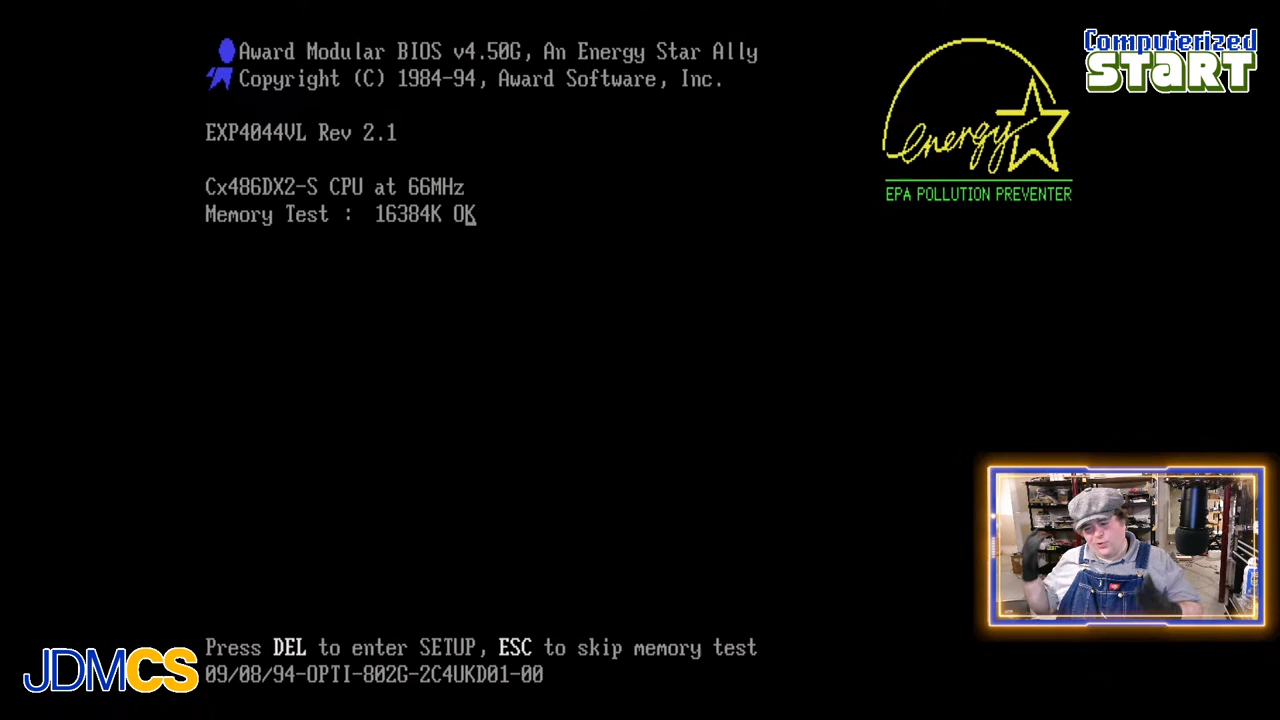 Award Modular BIOS v4.50G, An Energy Star Ally
Copyright (C) 1984-94, Award Software, Inc.
EXP4044VL Rev 2.1
Cx486DX2-S CPU at 66MHz
Memory Test :  16384K OK
energy
EPA POLLUTION PREVENTER
Computerized
START
Press DEL to enter SETUP, ESC to skip memory test
09/08/94-OPTI-802G-2C4UKD01-00
JDMCS